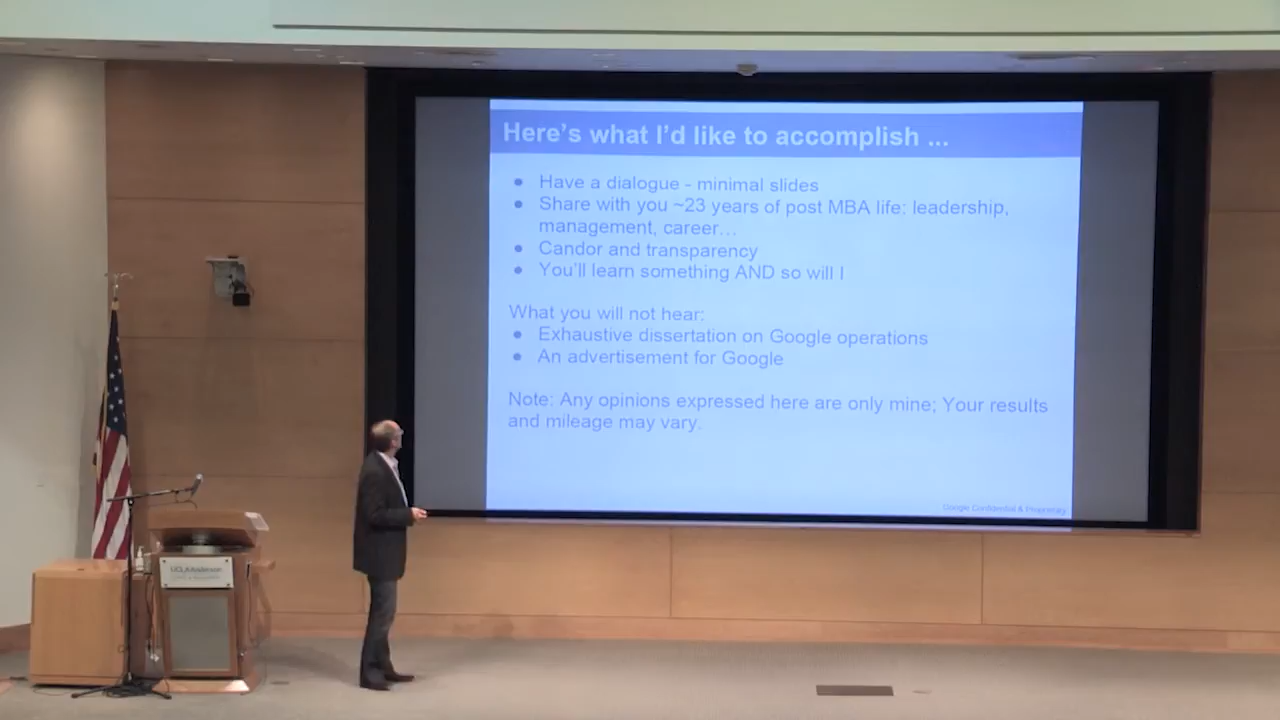 Here's what I'd like to accomplish ...
● Have a dialogue - minimal slides
● Share with you ~23 years of post MBA life; leadership,
management, career…
● Candor and transparency
● You'll learn something AND so will I
What you will not hear:
● Exhaustive dissertation on Google operations
● An advertisement for Google
Note: Any opinions expressed here are only mine; Your results
and mileage may vary.
Google Confidential & Proprietary
UCLA Anderson